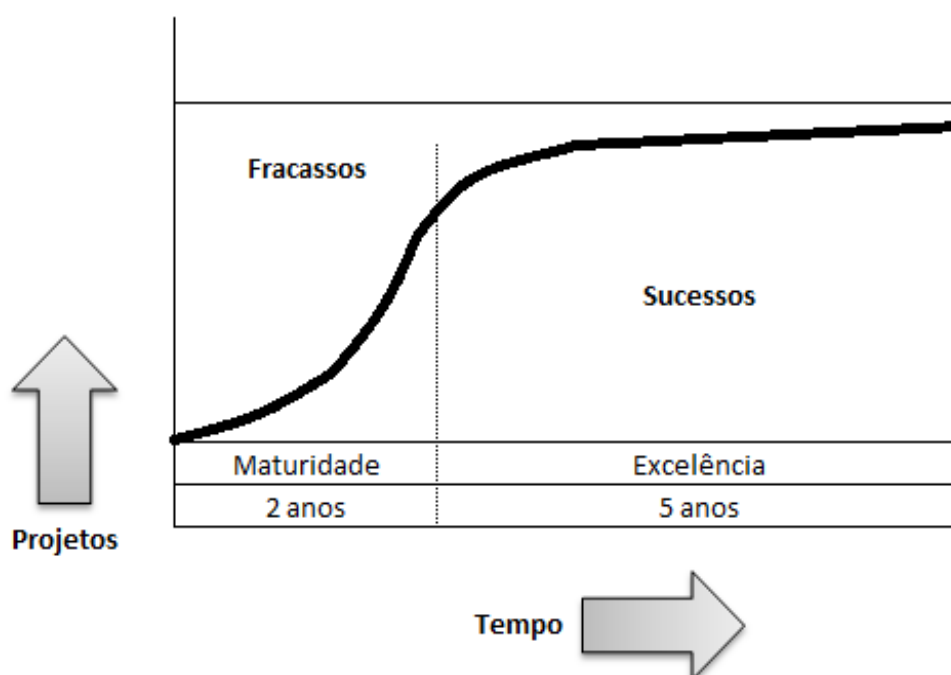 Fracassos
Sucessos
Maturidade Excelência
2 anos 5 anos
Projetos
Tempo